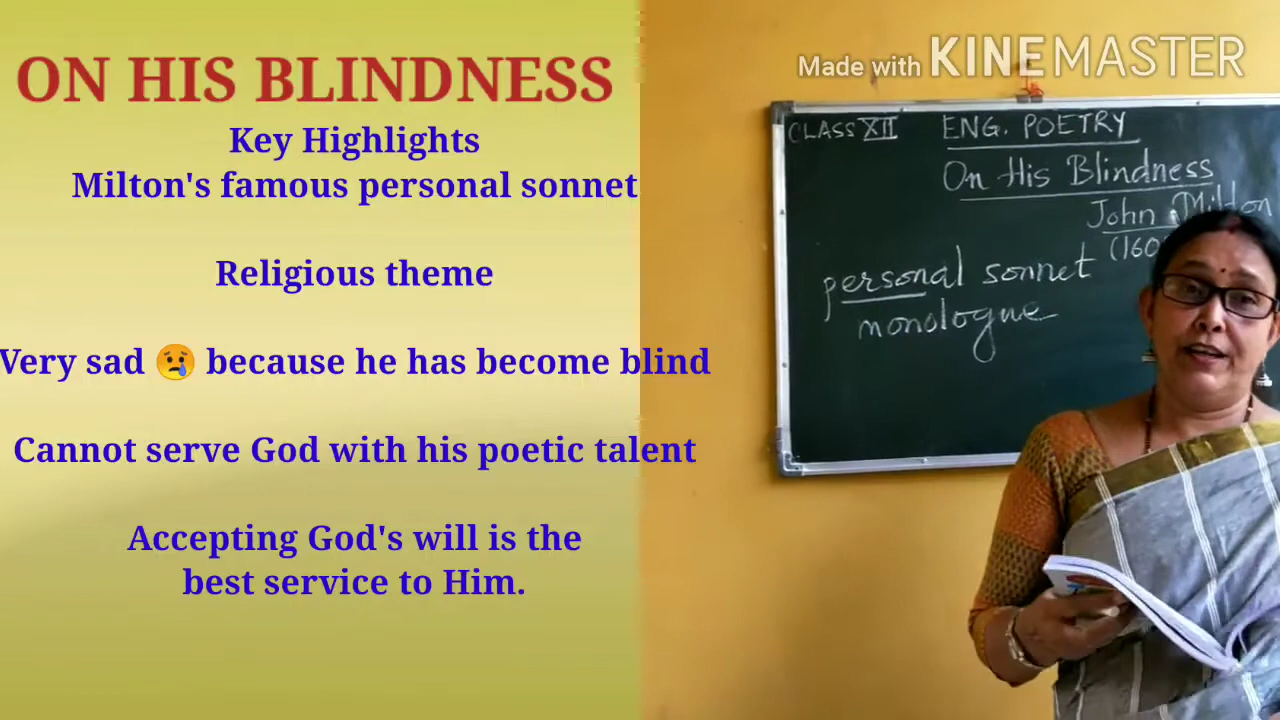 ON HIS BLINDNESS
Key Highlights
Milton's famous personal sonnet
Religious theme
Very sad 😢 because he has become blind
Cannot serve God with his poetic talent
Accepting God's will is the
best service to Him.
Made with KINEMASTER
CLASS XII ENG. POETRY
On His Blindness
John Milton
(160
personal sonnet
monologue